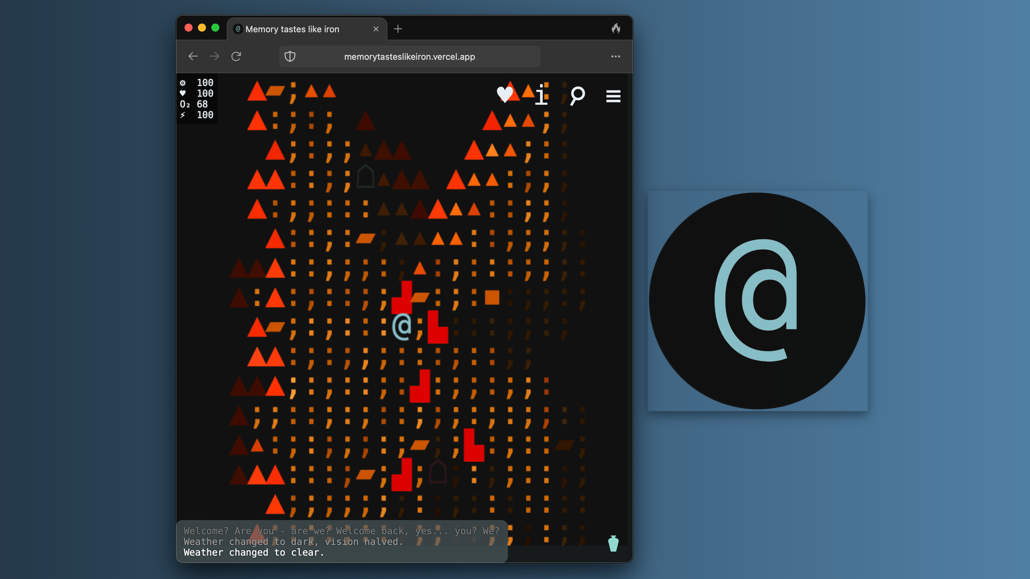 @ Memory tastes like iron
memorytasteslikeiron.vercel.app
⚙ 100
♥ 100
O₂ 68
⚡ 100
i
@
@
Welcome? Are you - are we? Welcome back, yes... you? We?
Weather changed to dark, vision halved.
Weather changed to clear.